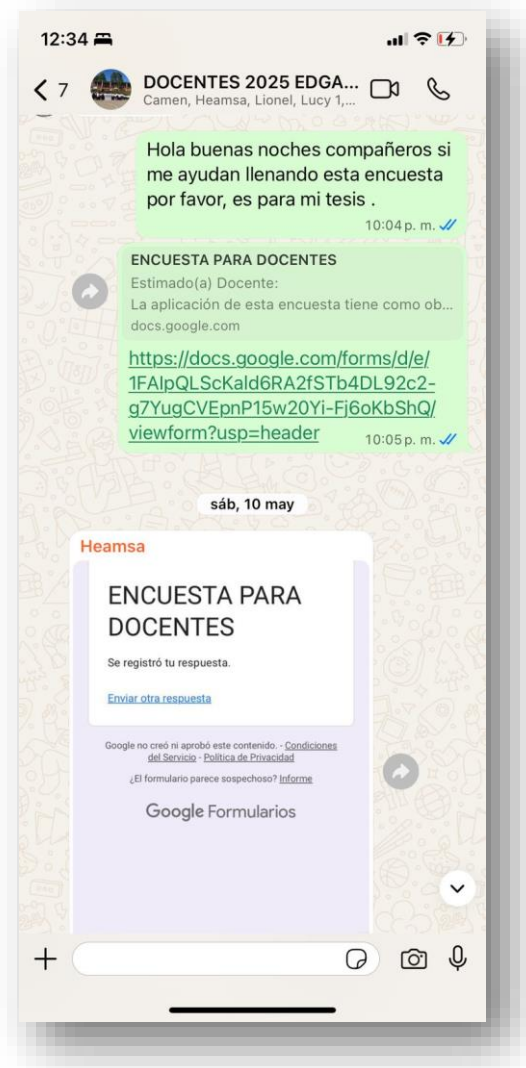 12:34
7
DOCENTES 2025 EDGA...
Camen, Heamsa, Lionel, Lucy 1,...
Hola buenas noches compañeros si
me ayudan llenando esta encuesta
por favor, es para mi tesis .
10:04 p. m.
ENCUESTA PARA DOCENTES
Estimado(a) Docente:
La aplicación de esta encuesta tiene como ob...
docs.google.com
https://docs.google.com/forms/d/e/
1FAIpQLScKald6RA2fSTb4DL92c2-
g7YugCVEpnP15w20Yi-Fj6oKbShQ/
viewform?usp=header
10:05 p. m.
sáb, 10 may
Heamsa
ENCUESTA PARA
DOCENTES
Se registró tu respuesta.
Enviar otra respuesta
Google no creó ni aprobó este contenido. - Condiciones
del Servicio - Política de Privacidad
¿El formulario parece sospechoso? Informe
Google Formularios